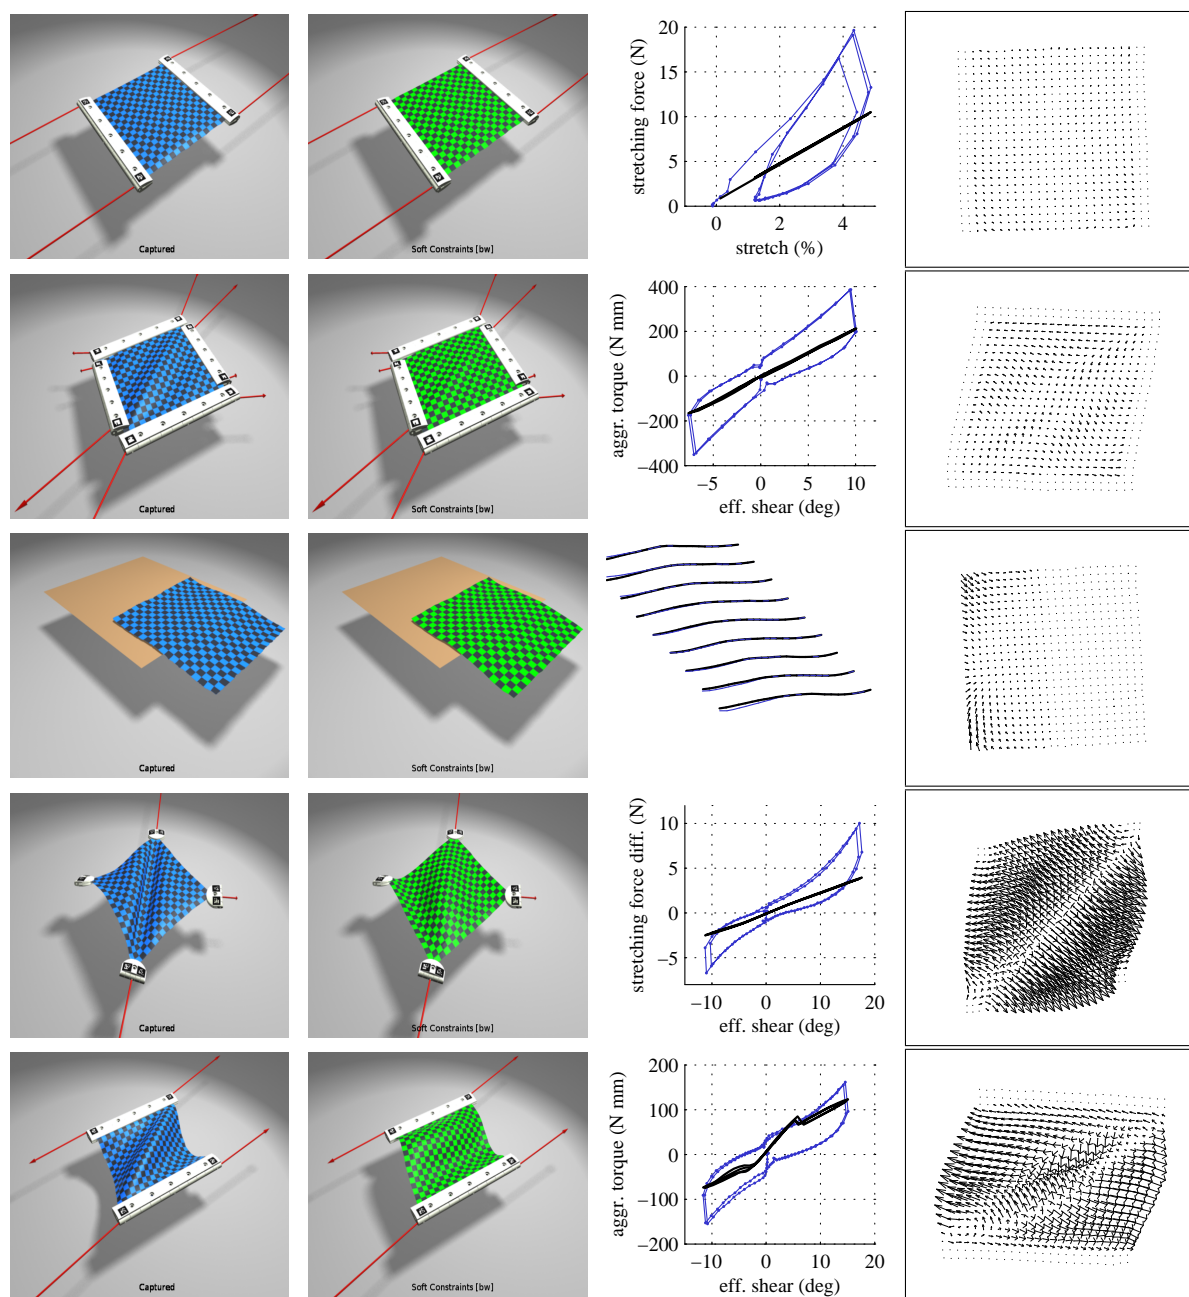 Captured
Soft Constraints [bw]
stretching force (N)
20
15
10
5
0
0 2 4
stretch (%)
Captured
Soft Constraints [bw]
aggr. torque (N mm)
400
200
0
−200
−400
−5 0 5 10
eff. shear (deg)
Captured
Soft Constraints [bw]
Captured
Soft Constraints [bw]
stretching force diff. (N)
10
5
0
−5
−10 0 10 20
eff. shear (deg)
Captured
Soft Constraints [bw]
aggr. torque (N mm)
200
100
0
−100
−200
−10 0 10 20
eff. shear (deg)